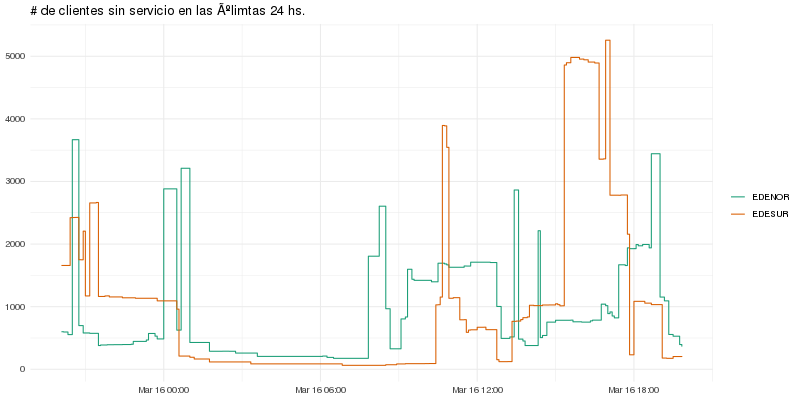 # de clientes sin servicio en las Ãºlimtas 24 hs.
5000
4000
3000
2000
1000
0
Mar 16 00:00
Mar 16 06:00
Mar 16 12:00
Mar 16 18:00
EDENOR
EDESUR